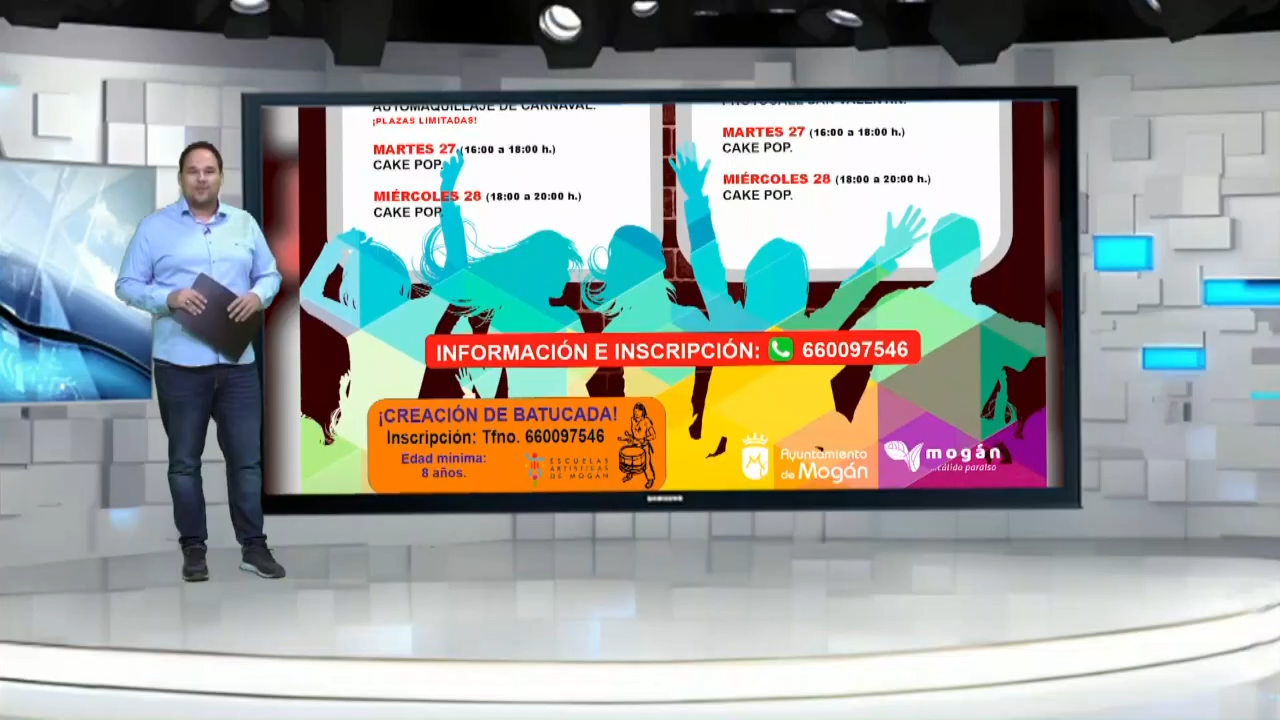 AUTOMAQUILLAJE DE CARNAVAL.
¡PLAZAS LIMITADAS!
MARTES 27 (16:00 a 18:00 h.)
CAKE POP.
MIÉRCOLES 28 (18:00 a 20:00 h.)
CAKE POP.
PHOTOCALL SAN VALENTÍN.
MARTES 27 (16:00 a 18:00 h.)
CAKE POP.
MIÉRCOLES 28 (18:00 a 20:00 h.)
CAKE POP.
INFORMACIÓN E INSCRIPCIÓN: 660097546
¡CREACIÓN DE BATUCADA!
Inscripción: Tfno. 660097546
Edad mínima:
8 años.
ESCUELAS
ARTÍSTICAS
DE MOGÁN
Ayuntamiento
de Mogán
mogán
...cálido paraíso
SAMSUNG